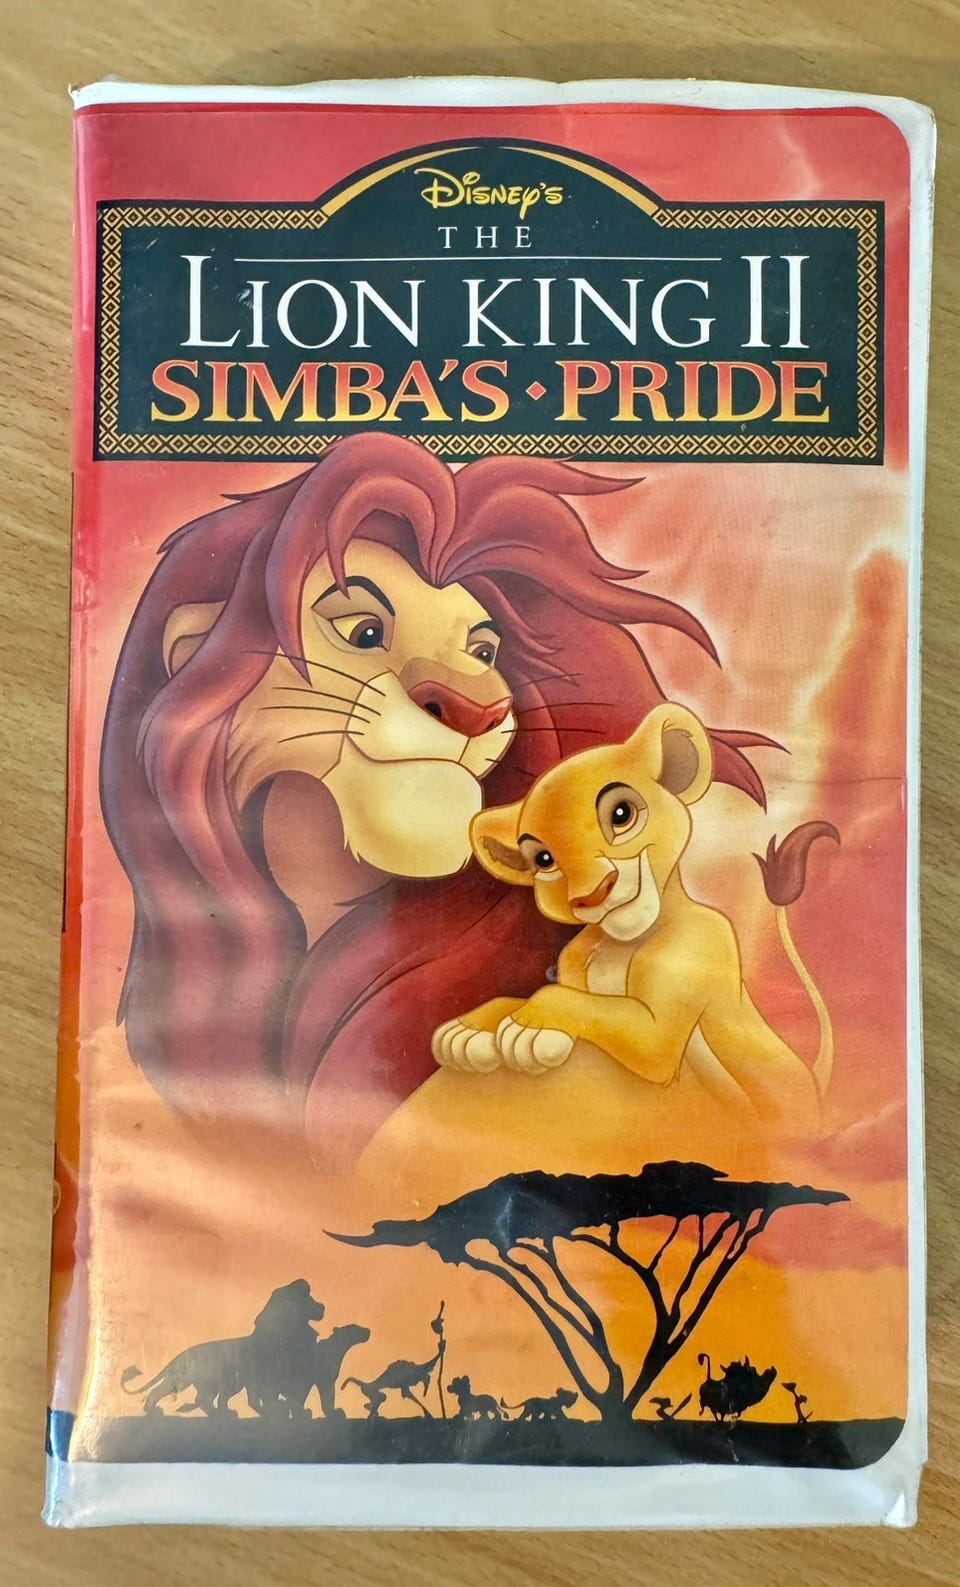 Disney's
THE
LION KING II
SIMBA'S · PRIDE